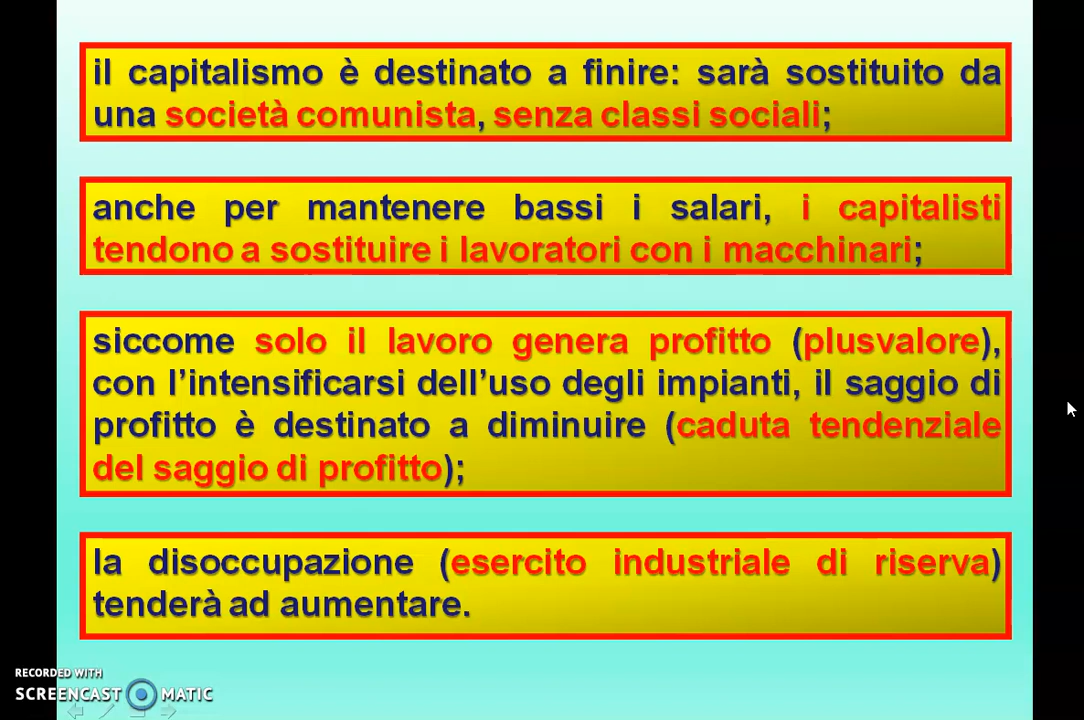 il capitalismo è destinato a finire: sarà sostituito da
una società comunista, senza classi sociali;
anche per mantenere bassi i salari, i capitalisti
tendono a sostituire i lavoratori con i macchinari;
siccome solo il lavoro genera profitto (plusvalore),
con l’intensificarsi dell’uso degli impianti, il saggio di
profitto è destinato a diminuire (caduta tendenziale
del saggio di profitto);
la disoccupazione (esercito industriale di riserva)
tenderà ad aumentare.
RECORDED WITH
SCREENCAST MATIC